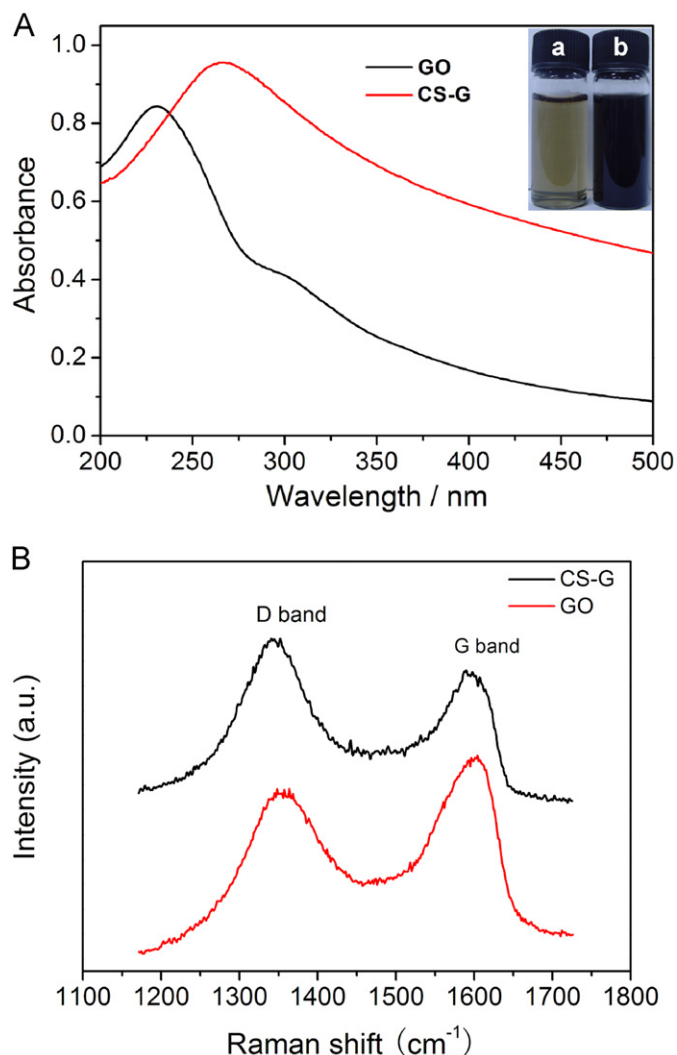 A
1.0
0.8
0.6
0.4
0.2
0.0
Absorbance
GO
CS-G
a b
200 250 300 350 400 450 500
Wavelength / nm
B
CS-G
GO
D band
G band
Intensity (a.u.)
1100 1200 1300 1400 1500 1600 1700 1800
Raman shift (cm⁻¹)